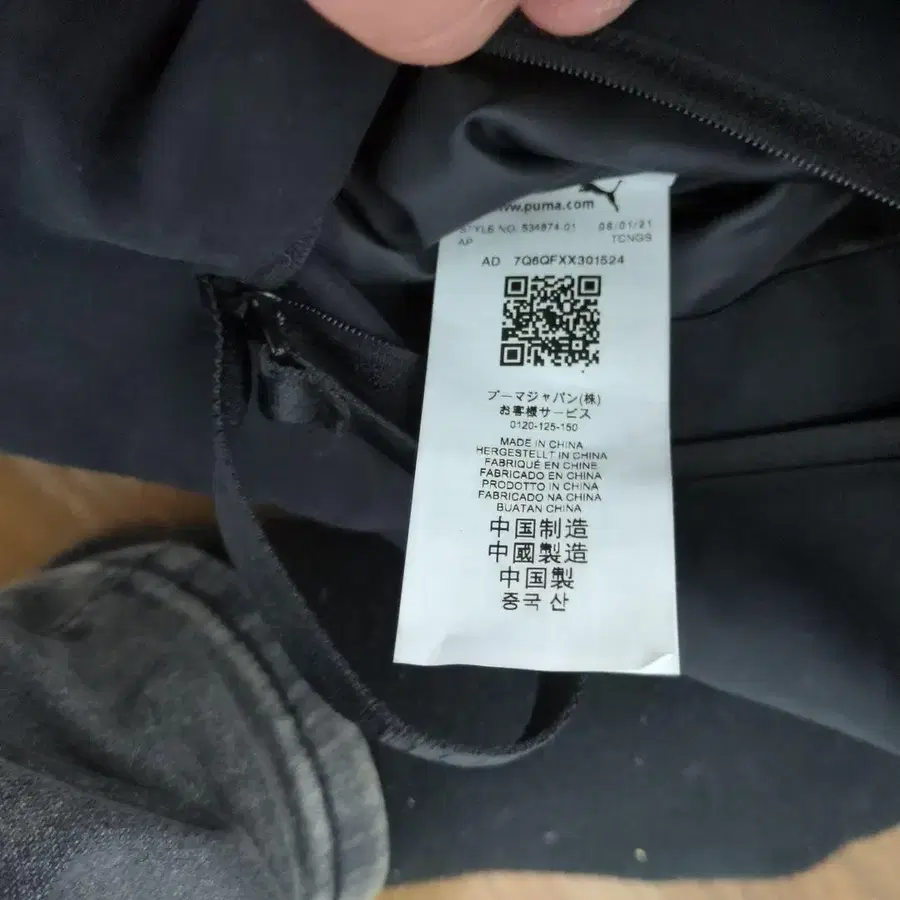 www.puma.com
STYLE NO. 534874 01 08/01/21
AP TCNGS
AD 7Q6QFXX301524
プーマジャパン(株)
お客様サービス
0120-125-150
MADE IN CHINA
HERGESTELLT IN CHINA
FABRIQUÉ EN CHINE
FABRICADO EN CHINA
PRODOTTO IN CHINA
FABRICADO NA CHINA
BUATAN CHINA
中国制造
中國製造
中国製
중국 산